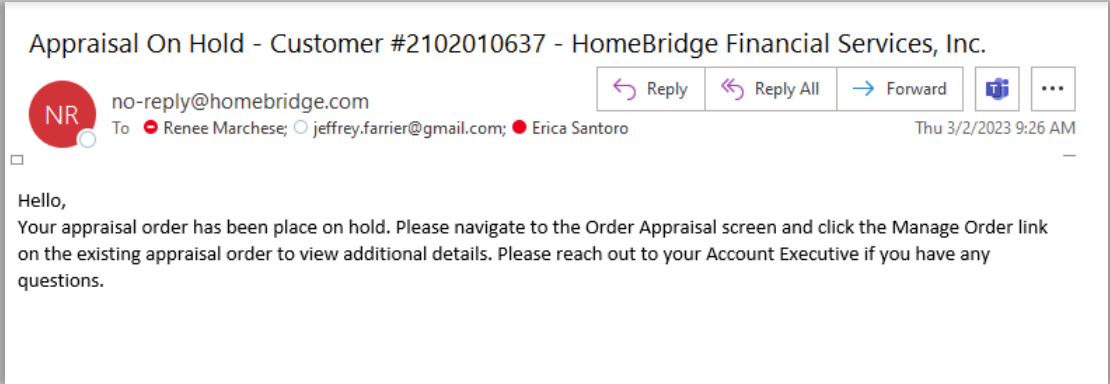 Appraisal On Hold - Customer #2102010637 - HomeBridge Financial Services, Inc.
Reply
Reply All
Forward
NR
no-reply@homebridge.com
To Renee Marchese; jeffrey.farrier@gmail.com; Erica Santoro
Thu 3/2/2023 9:26 AM
Hello,
Your appraisal order has been place on hold. Please navigate to the Order Appraisal screen and click the Manage Order link
on the existing appraisal order to view additional details. Please reach out to your Account Executive if you have any
questions.